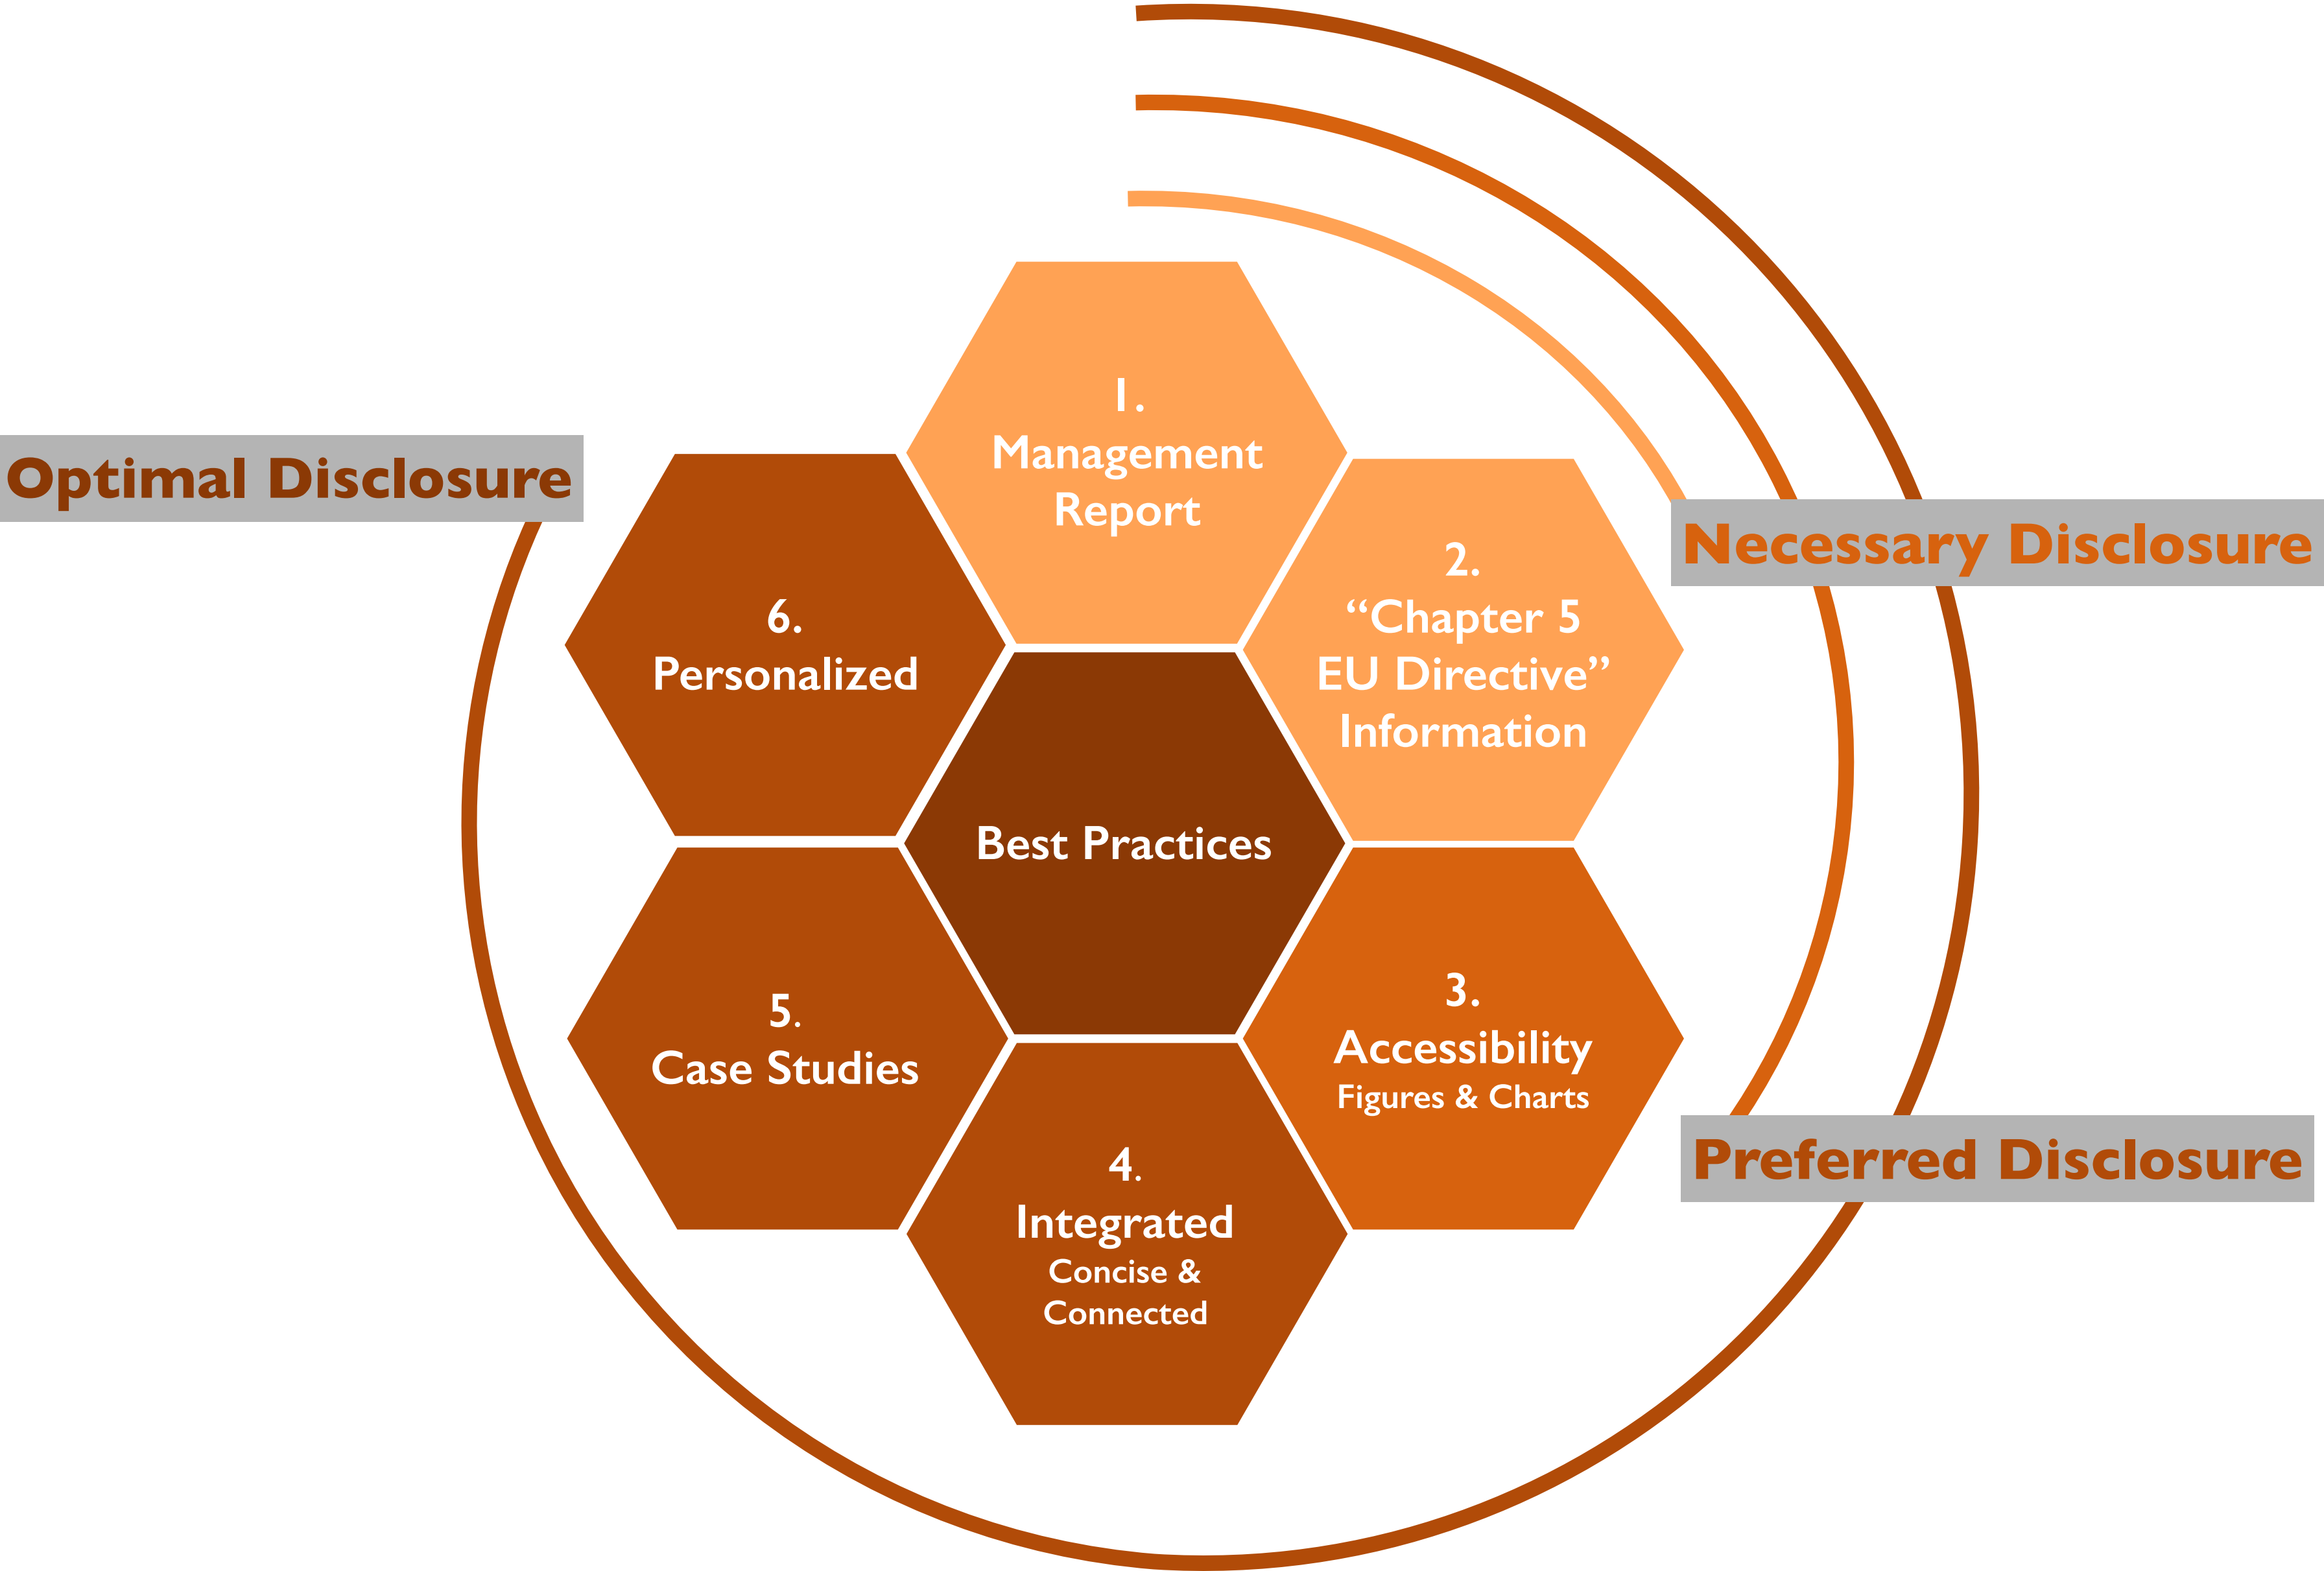 Optimal Disclosure
Necessary Disclosure
Preferred Disclosure
1.
Management
Report
2.
“Chapter 5
EU Directive”
Information
3.
Accessibility
Figures & Charts
4.
Integrated
Concise &
Connected
5.
Case Studies
6.
Personalized
Best Practices